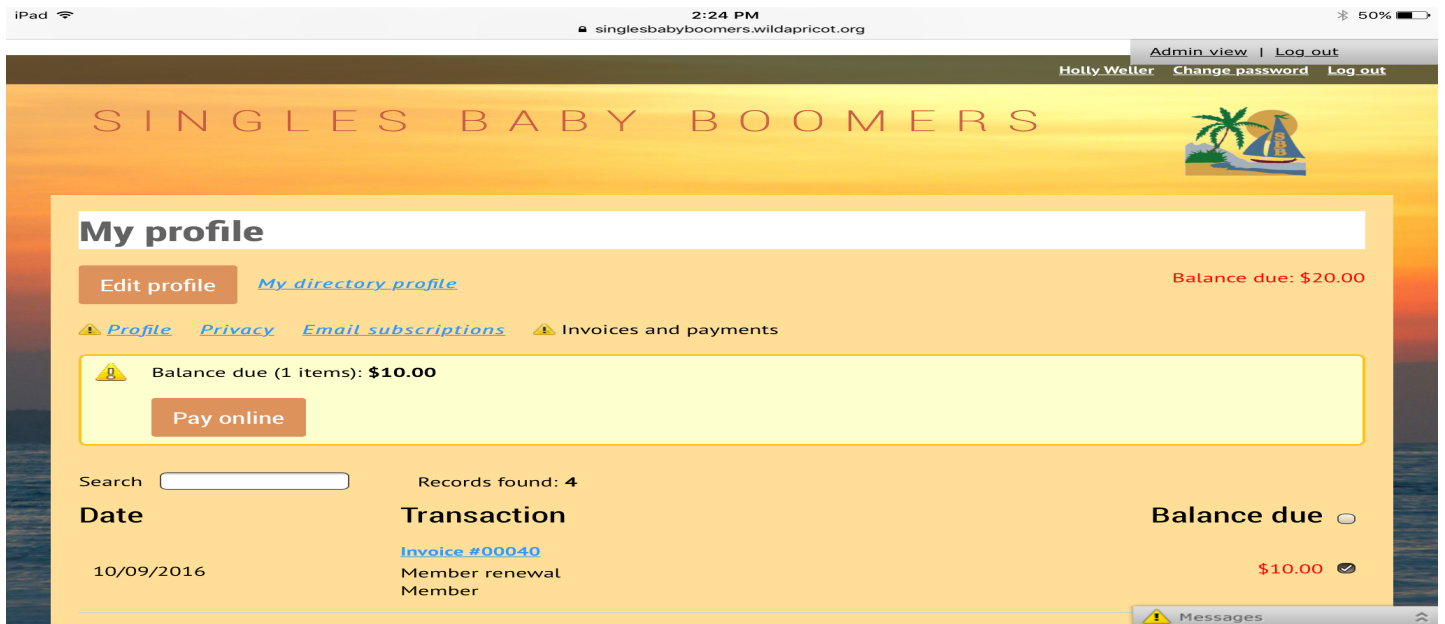 iPad 2:24 PM 50%
singlesbabyboomers.wildapricot.org
Admin view | Log out
Holly Weller Change password Log out
SINGLES BABY BOOMERS
SBB
My profile
Edit profile My directory profile Balance due: $20.00
Profile Privacy Email subscriptions Invoices and payments
Balance due (1 items): $10.00
Pay online
Search Records found: 4
Date Transaction Balance due
Invoice #00040
10/09/2016 Member renewal $10.00
Member
Messages